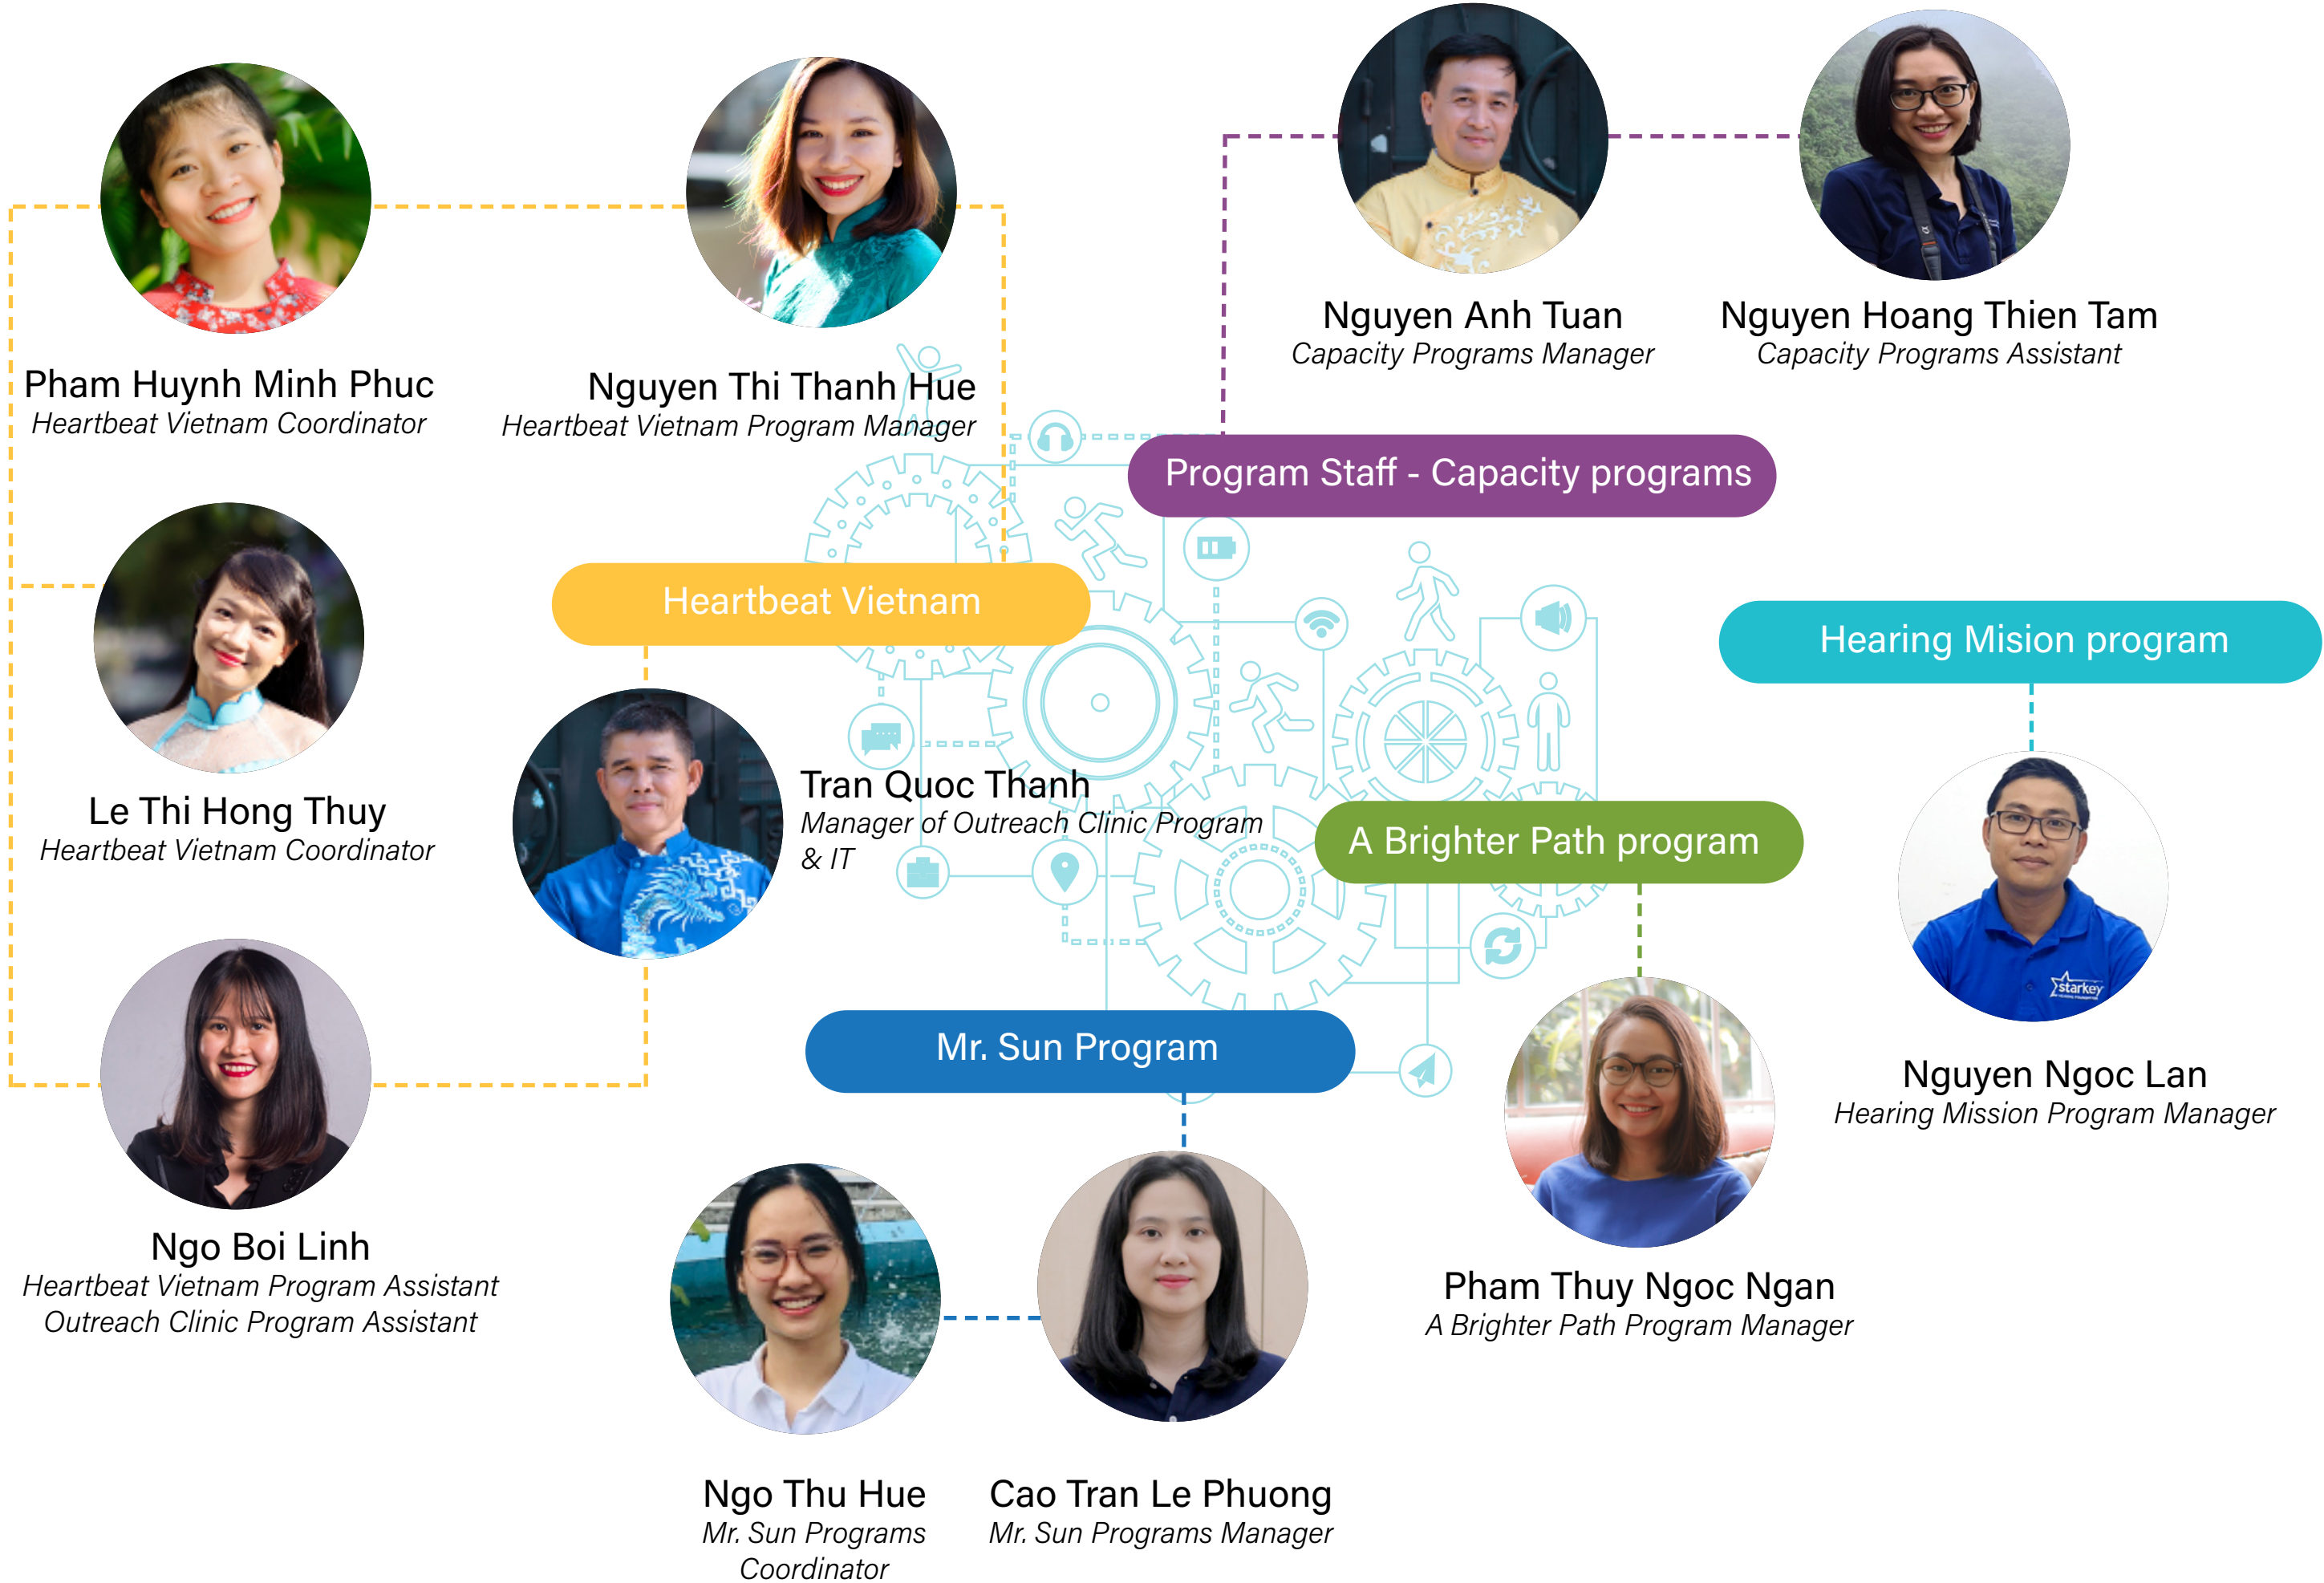 Nguyen Anh Tuan
Capacity Programs Manager
Nguyen Hoang Thien Tam
Capacity Programs Assistant
Pham Huynh Minh Phuc
Heartbeat Vietnam Coordinator
Nguyen Thi Thanh Hue
Heartbeat Vietnam Program Manager
Program Staff - Capacity programs
Heartbeat Vietnam
Hearing Mision program
Le Thi Hong Thuy
Heartbeat Vietnam Coordinator
Tran Quoc Thanh
Manager of Outreach Clinic Program
& IT
A Brighter Path program
starkey
Mr. Sun Program
Nguyen Ngoc Lan
Hearing Mission Program Manager
Ngo Boi Linh
Heartbeat Vietnam Program Assistant
Outreach Clinic Program Assistant
Pham Thuy Ngoc Ngan
A Brighter Path Program Manager
Ngo Thu Hue
Mr. Sun Programs
Coordinator
Cao Tran Le Phuong
Mr. Sun Programs Manager